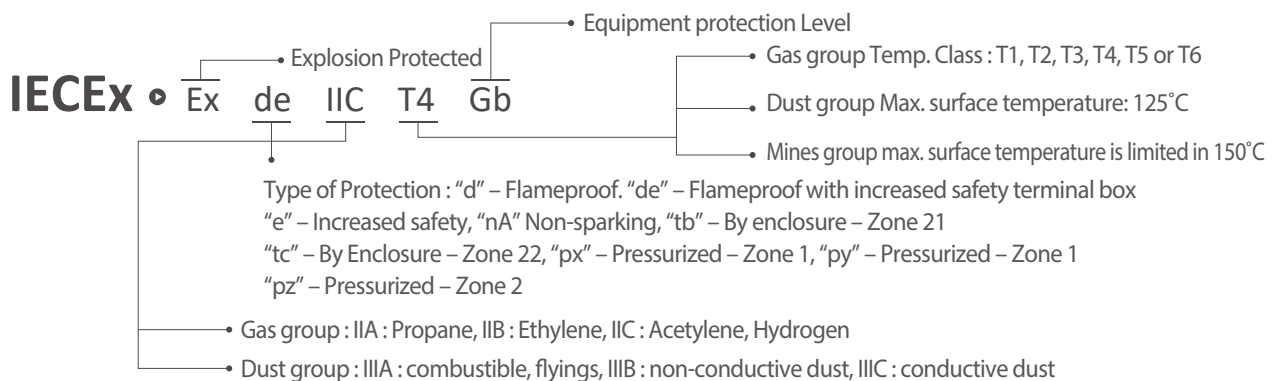 Equipment protection Level
Explosion Protected
Gas group Temp. Class : T1, T2, T3, T4, T5 or T6
IECEx Ex de IIC T4 Gb
Dust group Max. surface temperature: 125˚C
Mines group max. surface temperature is limited in 150˚C
Type of Protection : “d” – Flameproof. “de” – Flameproof with increased safety terminal box
“e” – Increased safety, “nA” Non-sparking, “tb” – By enclosure – Zone 21
“tc” – By Enclosure – Zone 22, “px” – Pressurized – Zone 1, “py” – Pressurized – Zone 1
“pz” – Pressurized – Zone 2
Gas group : IIA : Propane, IIB : Ethylene, IIC : Acetylene, Hydrogen
Dust group : IIIA : combustible, flyings, IIIB : non-conductive dust, IIIC : conductive dust